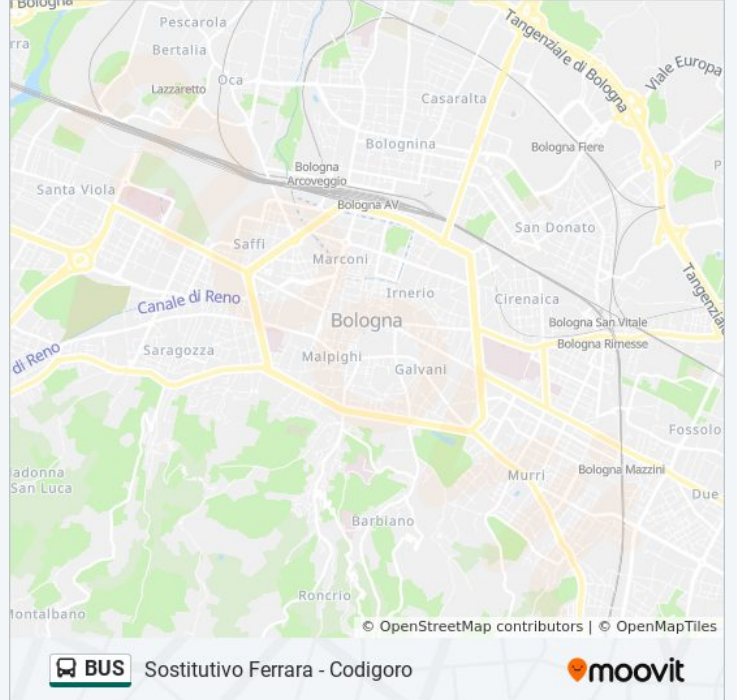 Bologna
Pescarola
Bertalia
Oca
Lazzaretto
Tangenziale di Bologna
Viale Europa
Casaralta
Bolognina
Bologna Fiere
Bologna
Arcoveggio
Santa Viola
Bologna AV
San Donato
Saffi
Marconi
Irnerio
Cirenaica
Canale di Reno
Bologna
Bologna San Vitale
Bologna Rimesse
di Reno
Saragozza
Malpighi
Galvani
Fossolo
Murri
Bologna Mazzini
San Luca
Due
Barbiano
Roncrio
© OpenStreetMap contributors | © OpenMapTiles
BUS Sostitutivo Ferrara - Codigoro
moovit